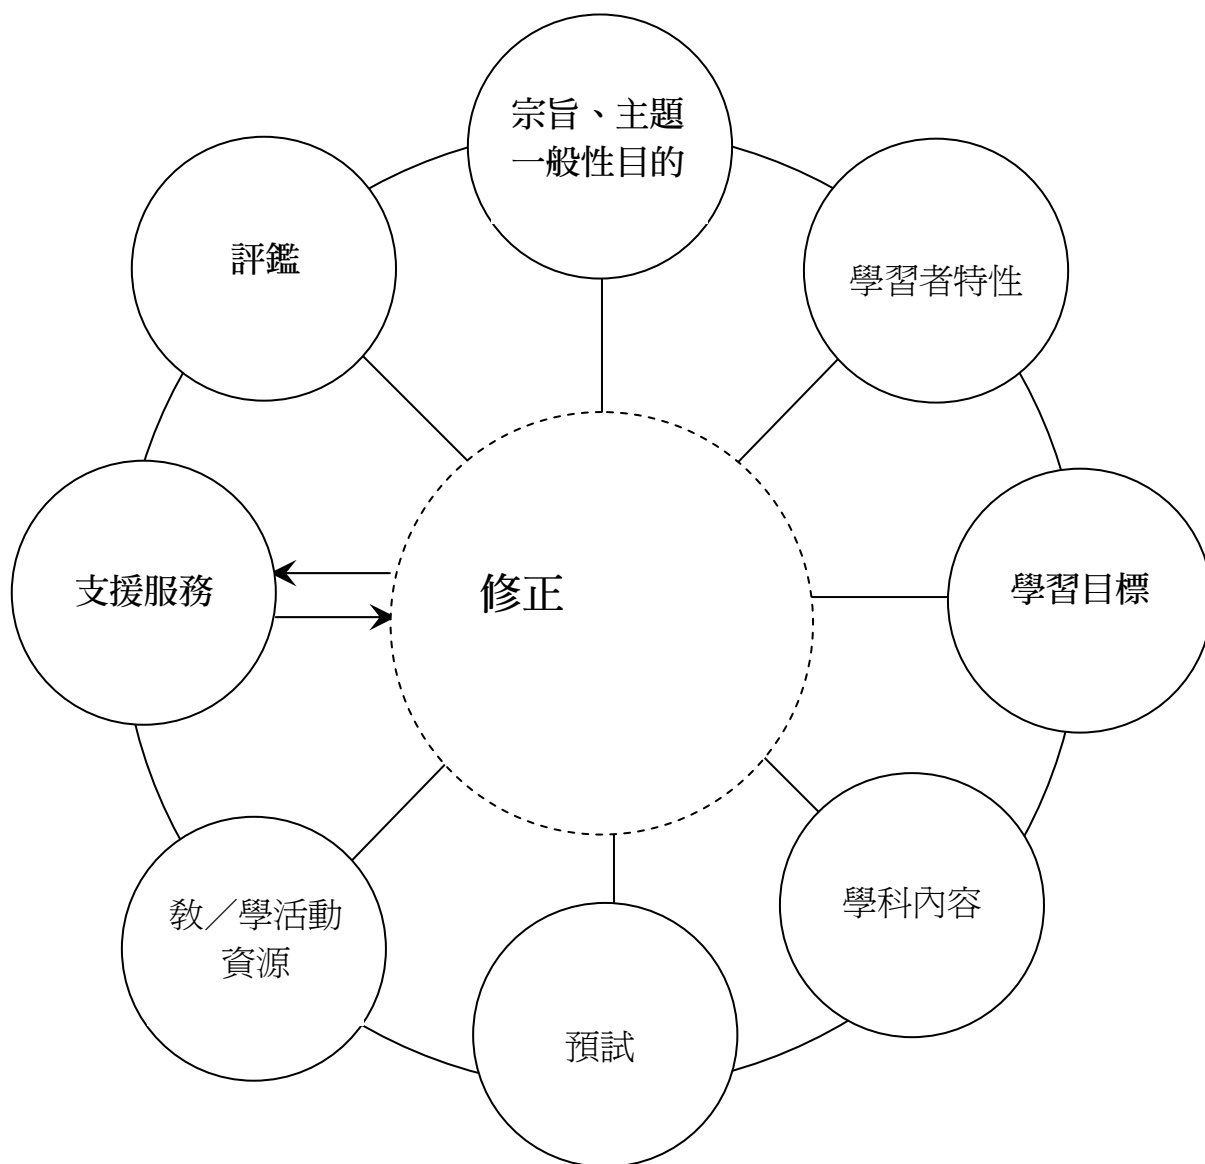 宗旨、主題
一般性目的
評鑑
學習者特性
支援服務
修正
學習目標
教／學活動
資源
學科內容
預試